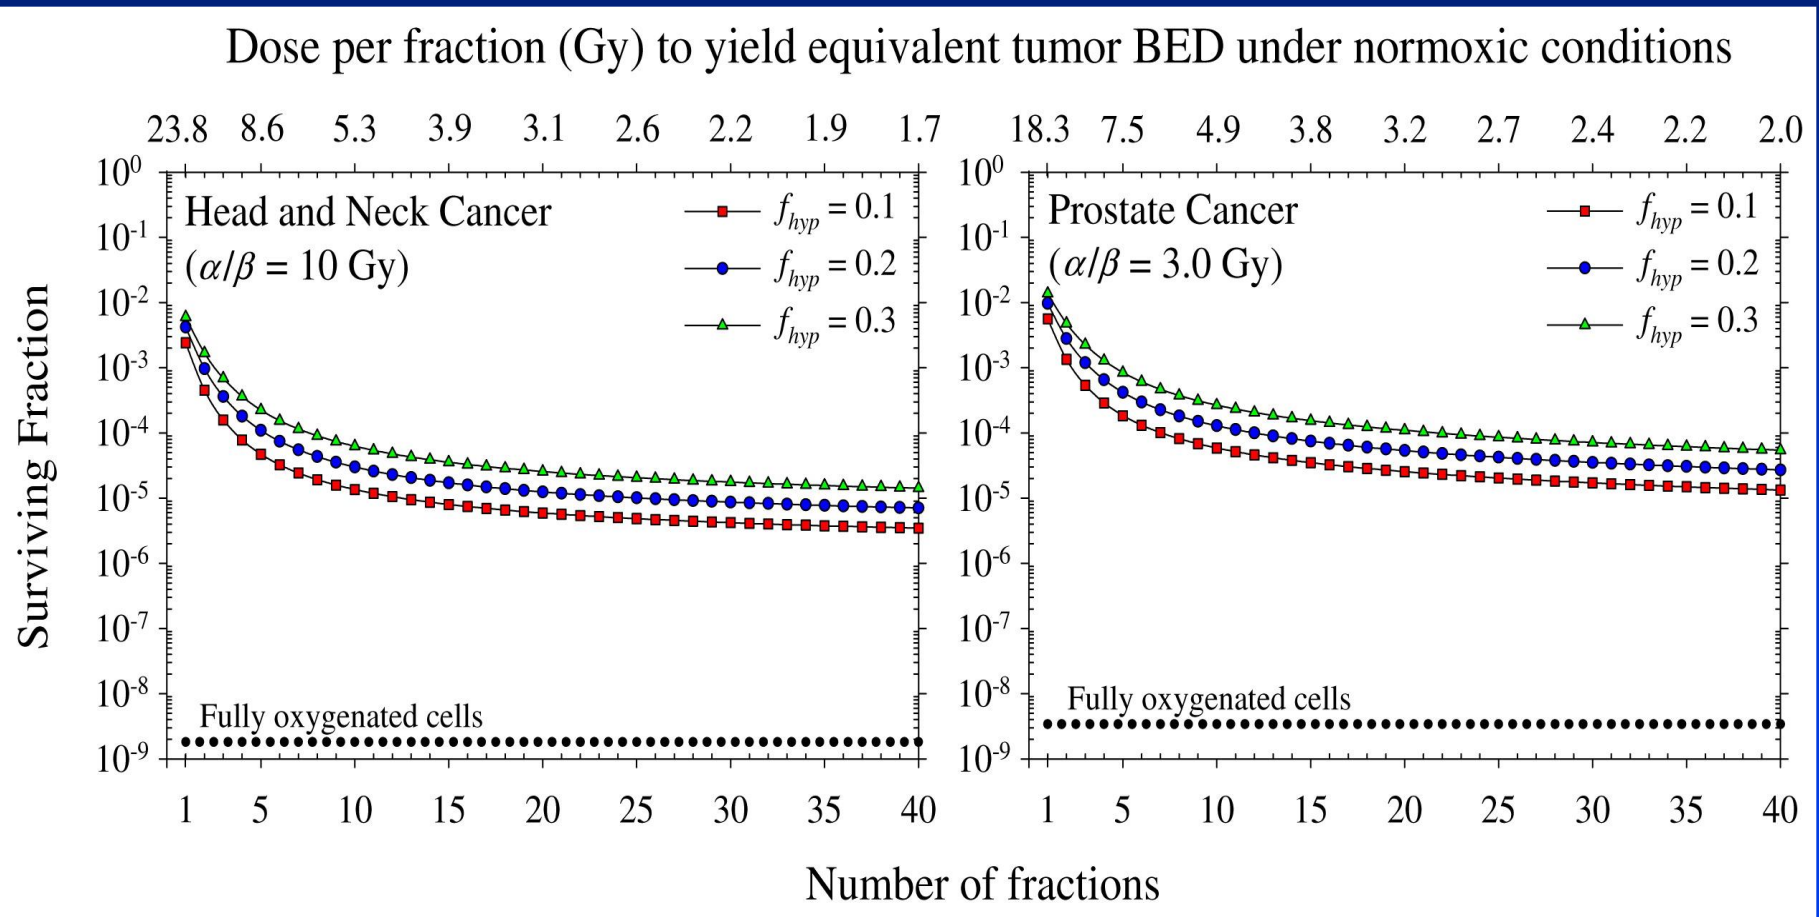 Dose per fraction (Gy) to yield equivalent tumor BED under normoxic conditions
23.8 8.6 5.3 3.9 3.1 2.6 2.2 1.9 1.7
18.3 7.5 4.9 3.8 3.2 2.7 2.4 2.2 2.0
Surviving Fraction
10⁰
10⁻¹
10⁻²
10⁻³
10⁻⁴
10⁻⁵
10⁻⁶
10⁻⁷
10⁻⁸
10⁻⁹
Head and Neck Cancer
(α/β = 10 Gy)
f_hyp = 0.1
f_hyp = 0.2
f_hyp = 0.3
Fully oxygenated cells
1 5 10 15 20 25 30 35 40
10⁰
10⁻¹
10⁻²
10⁻³
10⁻⁴
10⁻⁵
10⁻⁶
10⁻⁷
10⁻⁸
10⁻⁹
Prostate Cancer
(α/β = 3.0 Gy)
f_hyp = 0.1
f_hyp = 0.2
f_hyp = 0.3
Fully oxygenated cells
1 5 10 15 20 25 30 35 40
Number of fractions